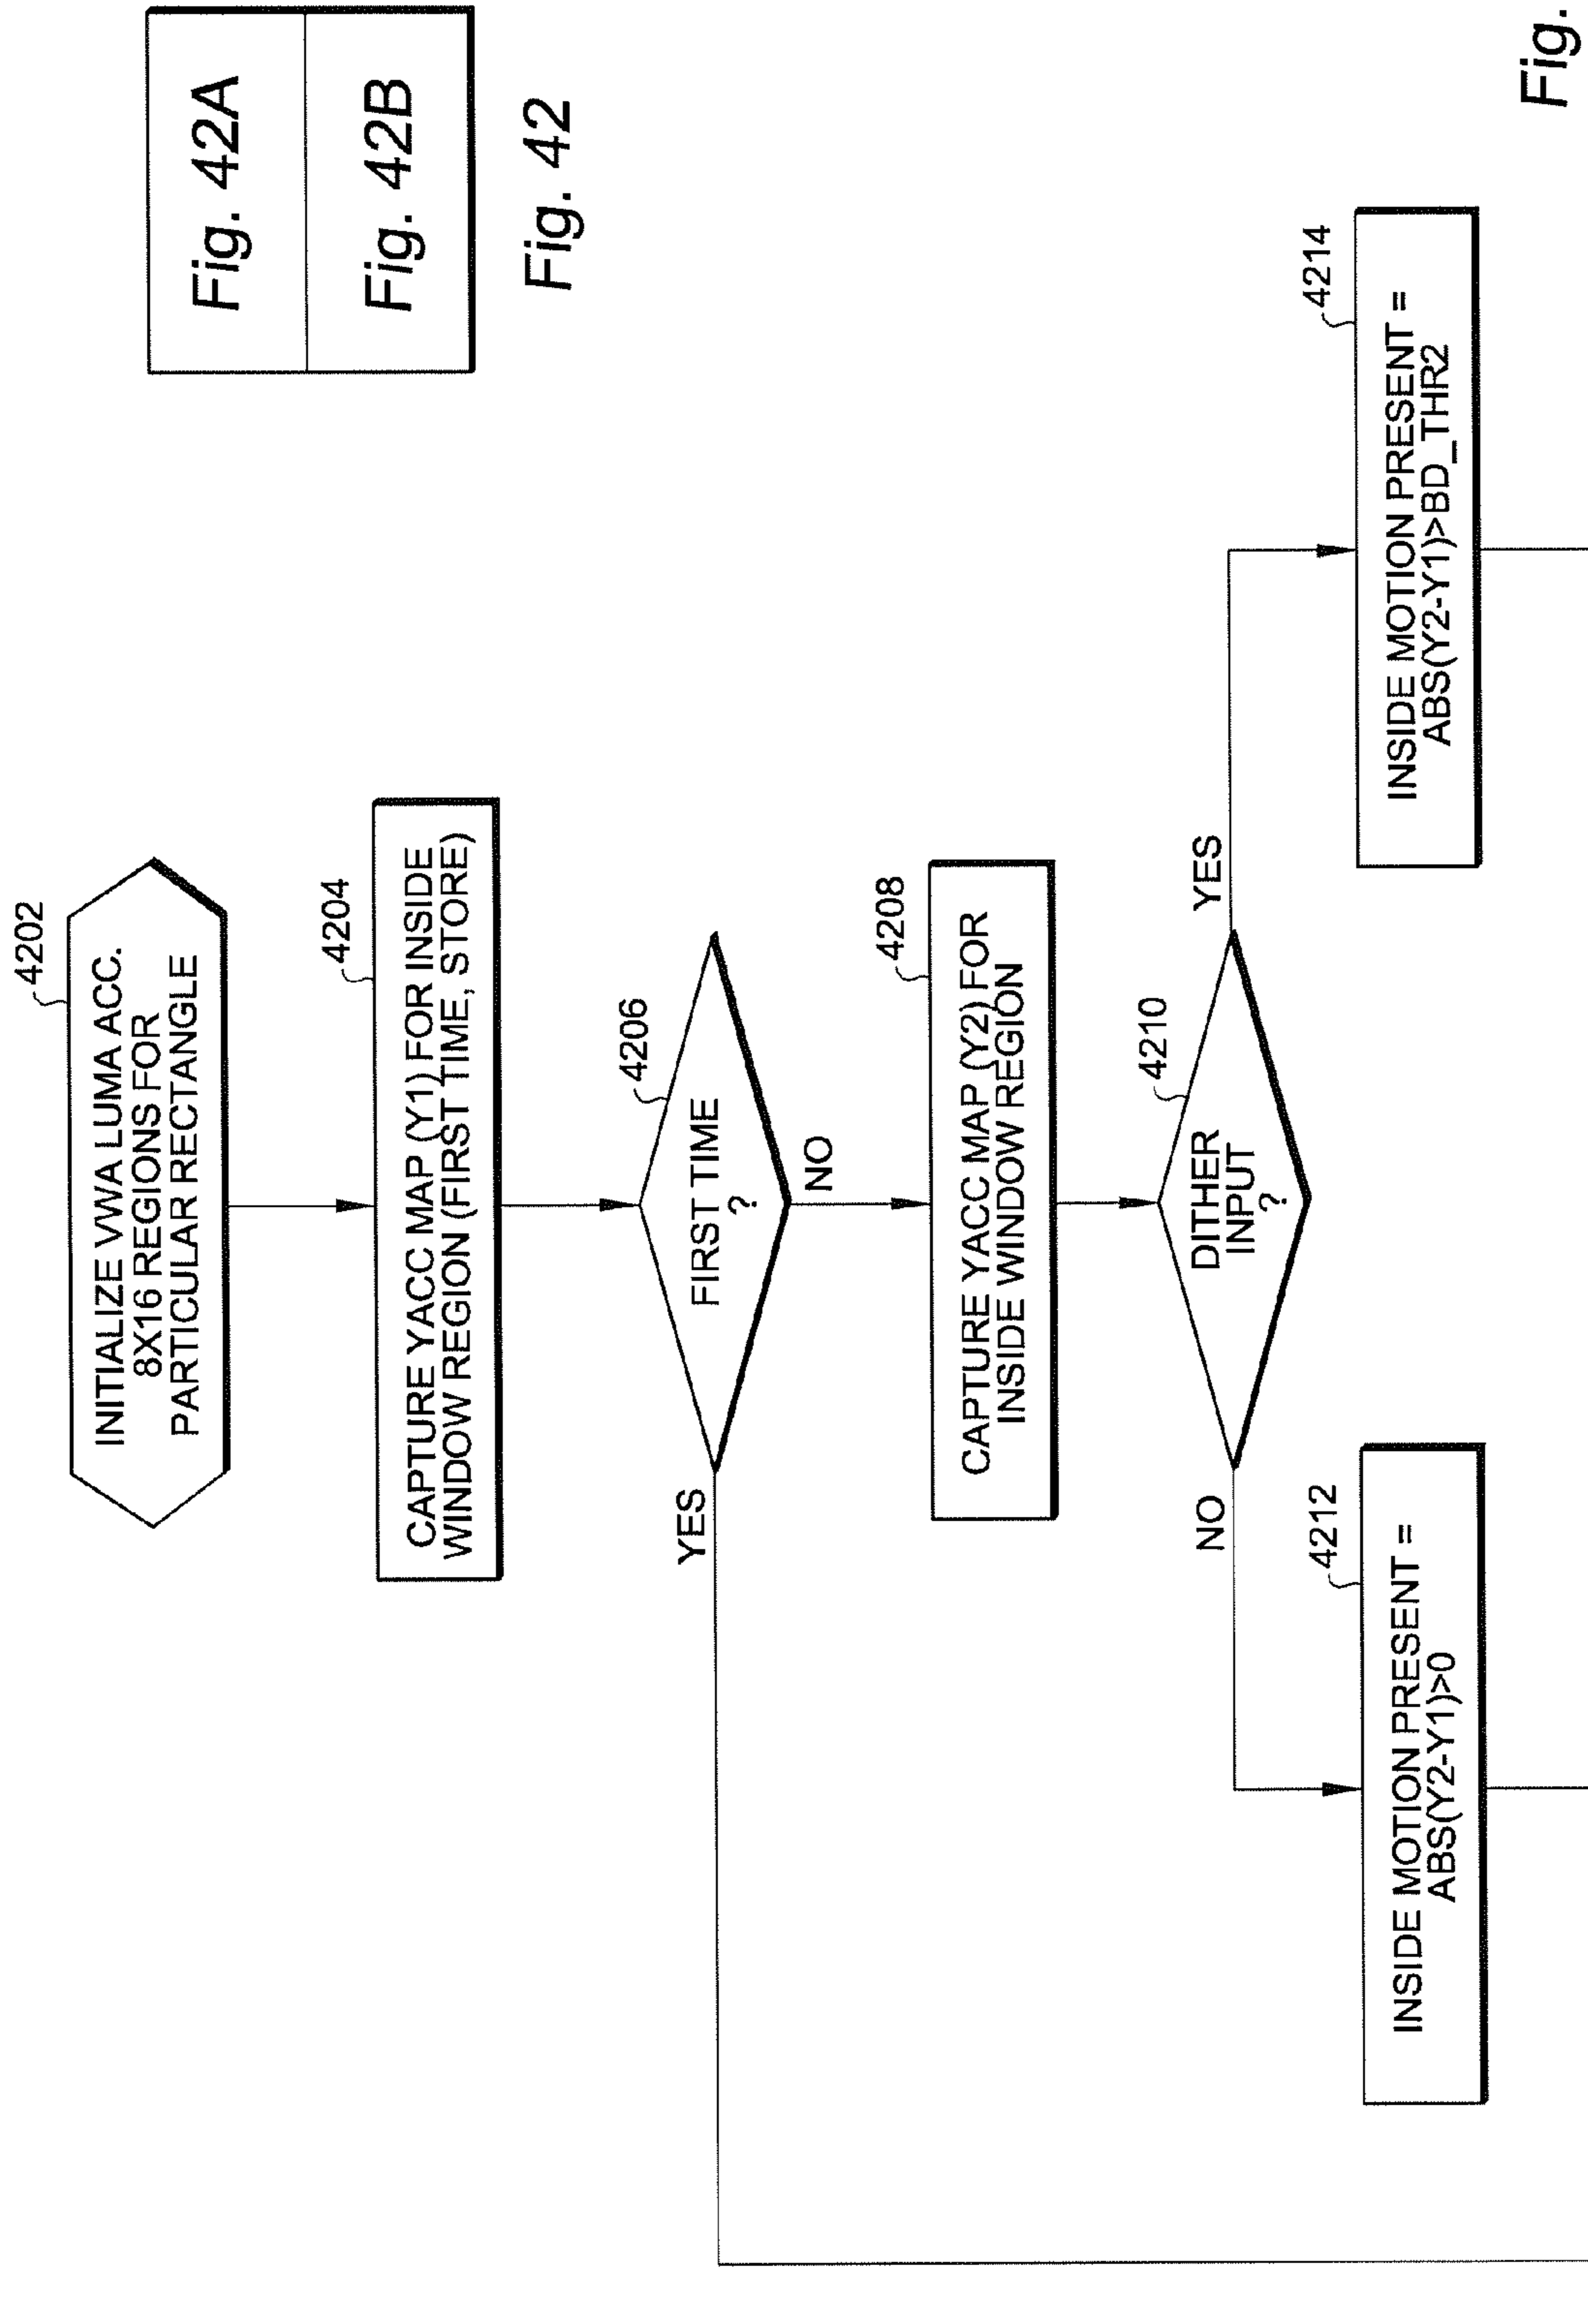 4202
INITIALIZE VWA LUMA ACC.
8X16 REGIONS FOR
PARTICULAR RECTANGLE
4204
CAPTURE YACC MAP (Y1) FOR INSIDE
WINDOW REGION (FIRST TIME, STORE)
4206
FIRST TIME
?
YES
NO
4208
CAPTURE YACC MAP (Y2) FOR
INSIDE WINDOW REGION
4210
DITHER
INPUT
?
NO
YES
4212
INSIDE MOTION PRESENT =
ABS(Y2-Y1)>0
4214
INSIDE MOTION PRESENT =
ABS(Y2-Y1)>BD_THR2
Fig. 42A
Fig. 42B
Fig. 42
Fig.